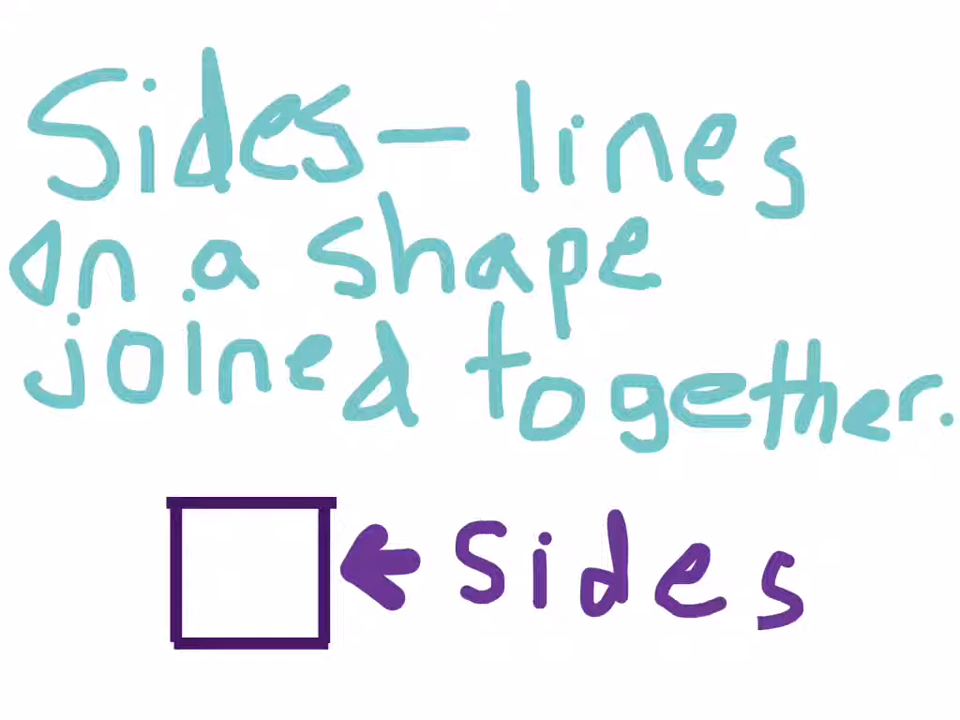 Sides – lines
on a shape
joined together.
sides